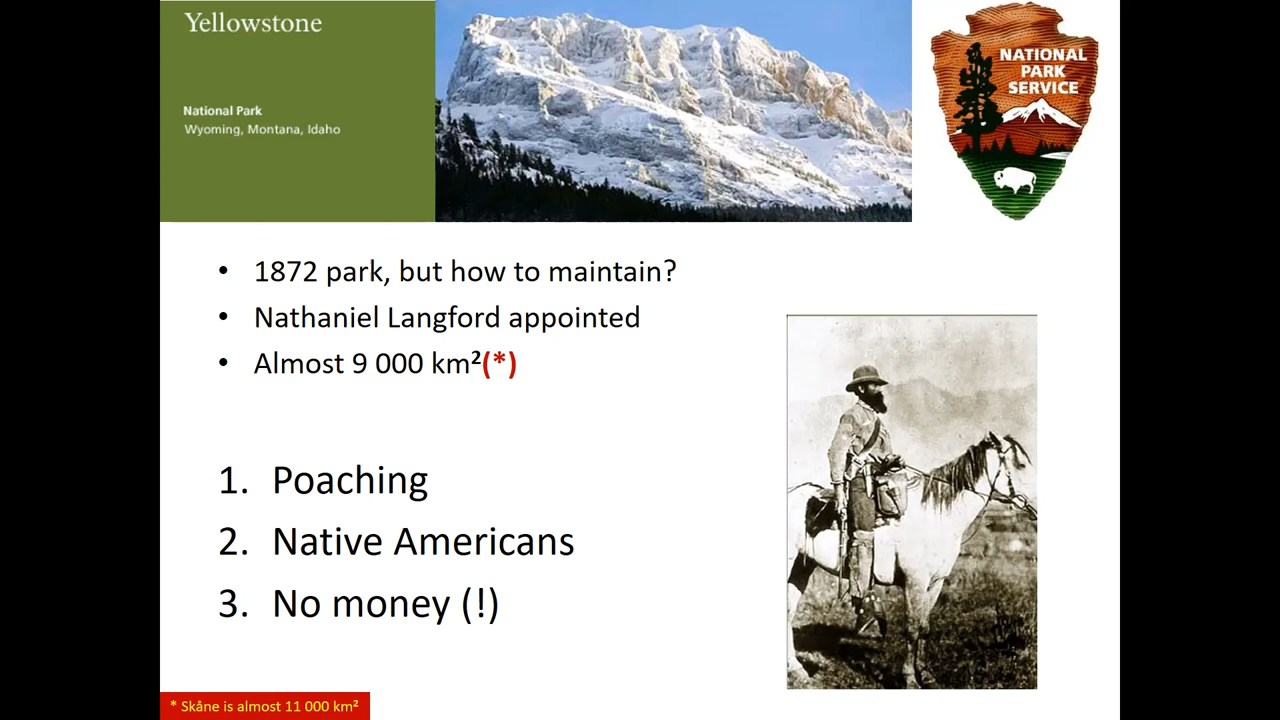 Yellowstone
National Park
Wyoming, Montana, Idaho
NATIONAL
PARK
SERVICE
• 1872 park, but how to maintain?
• Nathaniel Langford appointed
• Almost 9 000 km²(*)
1. Poaching
2. Native Americans
3. No money (!)
* Skåne is almost 11 000 km²